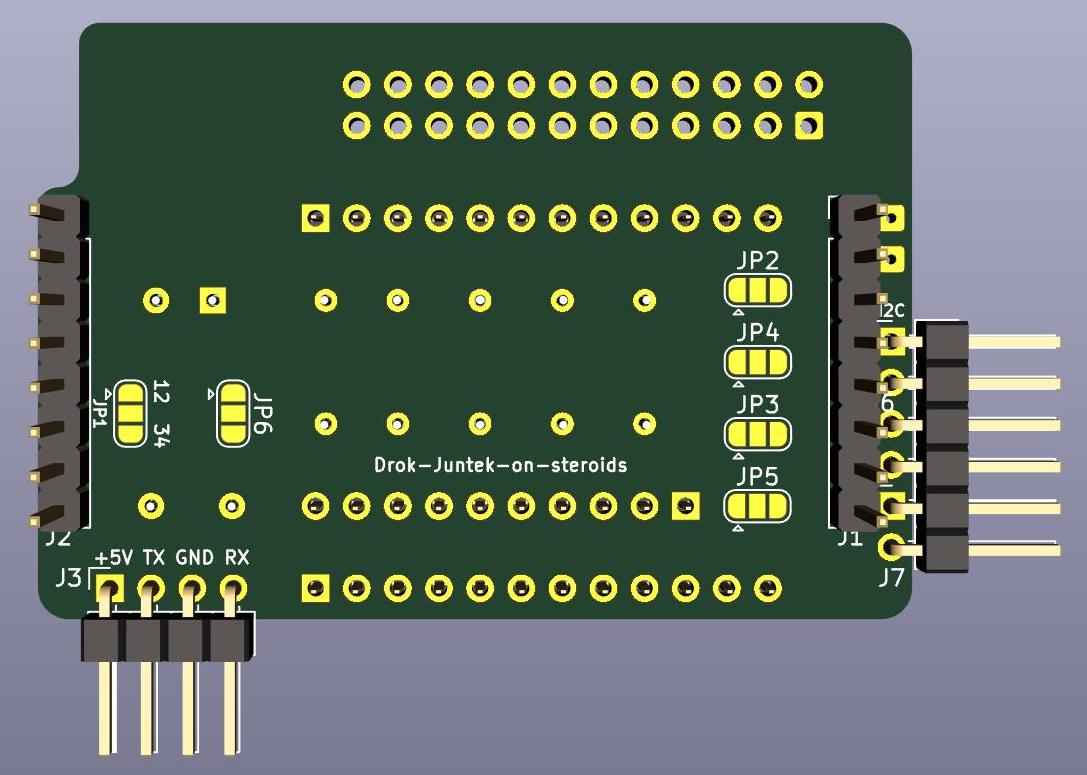 JP2
I2C
JP4
12
34
JP1
JP6
JP3
6
Drok-Juntek-on-steroids
JP5
J2
J1
+5V TX GND RX
J3
J7